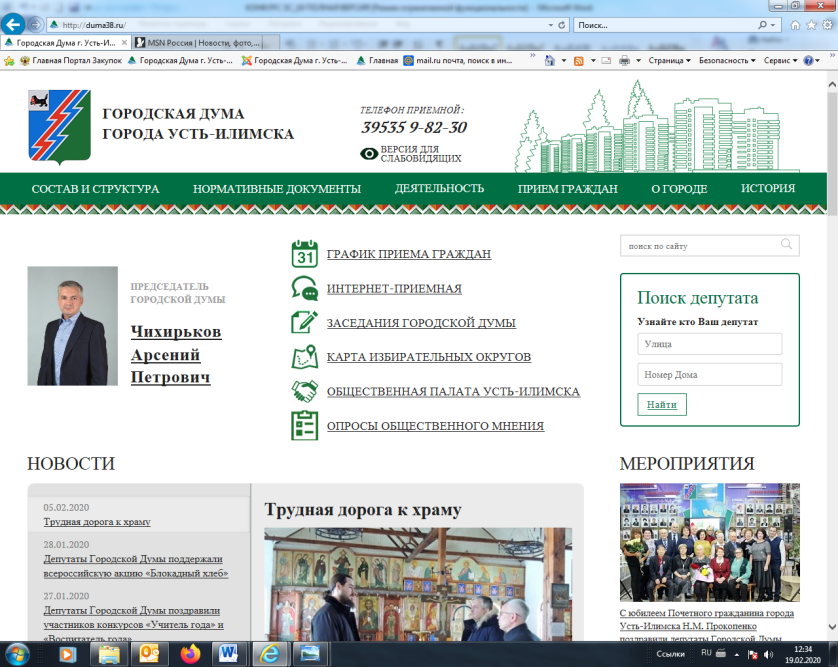 http://duma38.ru/
Поиск...
Городская Дума г. Усть-И...
MSN Россия | Новости, фото,...
Главная Портал Закупок
Городская Дума г. Усть-...
Городская Дума г. Усть-...
Главная
mail.ru почта, поиск в ин...
Страница
Безопасность
Сервис
ГОРОДСКАЯ ДУМА
ГОРОДА УСТЬ-ИЛИМСКА
ТЕЛЕФОН ПРИЕМНОЙ:
39535 9-82-30
ВЕРСИЯ ДЛЯ
СЛАБОВИДЯЩИХ
СОСТАВ И СТРУКТУРА
НОРМАТИВНЫЕ ДОКУМЕНТЫ
ДЕЯТЕЛЬНОСТЬ
ПРИЕМ ГРАЖДАН
О ГОРОДЕ
ИСТОРИЯ
ПРЕДСЕДАТЕЛЬ
ГОРОДСКОЙ ДУМЫ
Чихирьков
Арсений
Петрович
31
ГРАФИК ПРИЕМА ГРАЖДАН
ИНТЕРНЕТ-ПРИЕМНАЯ
ЗАСЕДАНИЯ ГОРОДСКОЙ ДУМЫ
КАРТА ИЗБИРАТЕЛЬНЫХ ОКРУГОВ
ОБЩЕСТВЕННАЯ ПАЛАТА УСТЬ-ИЛИМСКА
ОПРОСЫ ОБЩЕСТВЕННОГО МНЕНИЯ
поиск по сайту
Поиск депутата
Узнайте кто Ваш депутат
Улица
Номер Дома
Найти
НОВОСТИ
05.02.2020
Трудная дорога к храму
28.01.2020
Депутаты Городской Думы поддержали
всероссийскую акцию «Блокадный хлеб»
27.01.2020
Депутаты Городской Думы поздравили
участников конкурсов «Учитель года» и
«Воспитатель года»
Трудная дорога к храму
МЕРОПРИЯТИЯ
С юбилеем Почетного гражданина города
Усть-Илимска Н.М. Прокопенко
поздравили депутаты Городской Думы
Ссылки
RU
12:34
19.02.2020